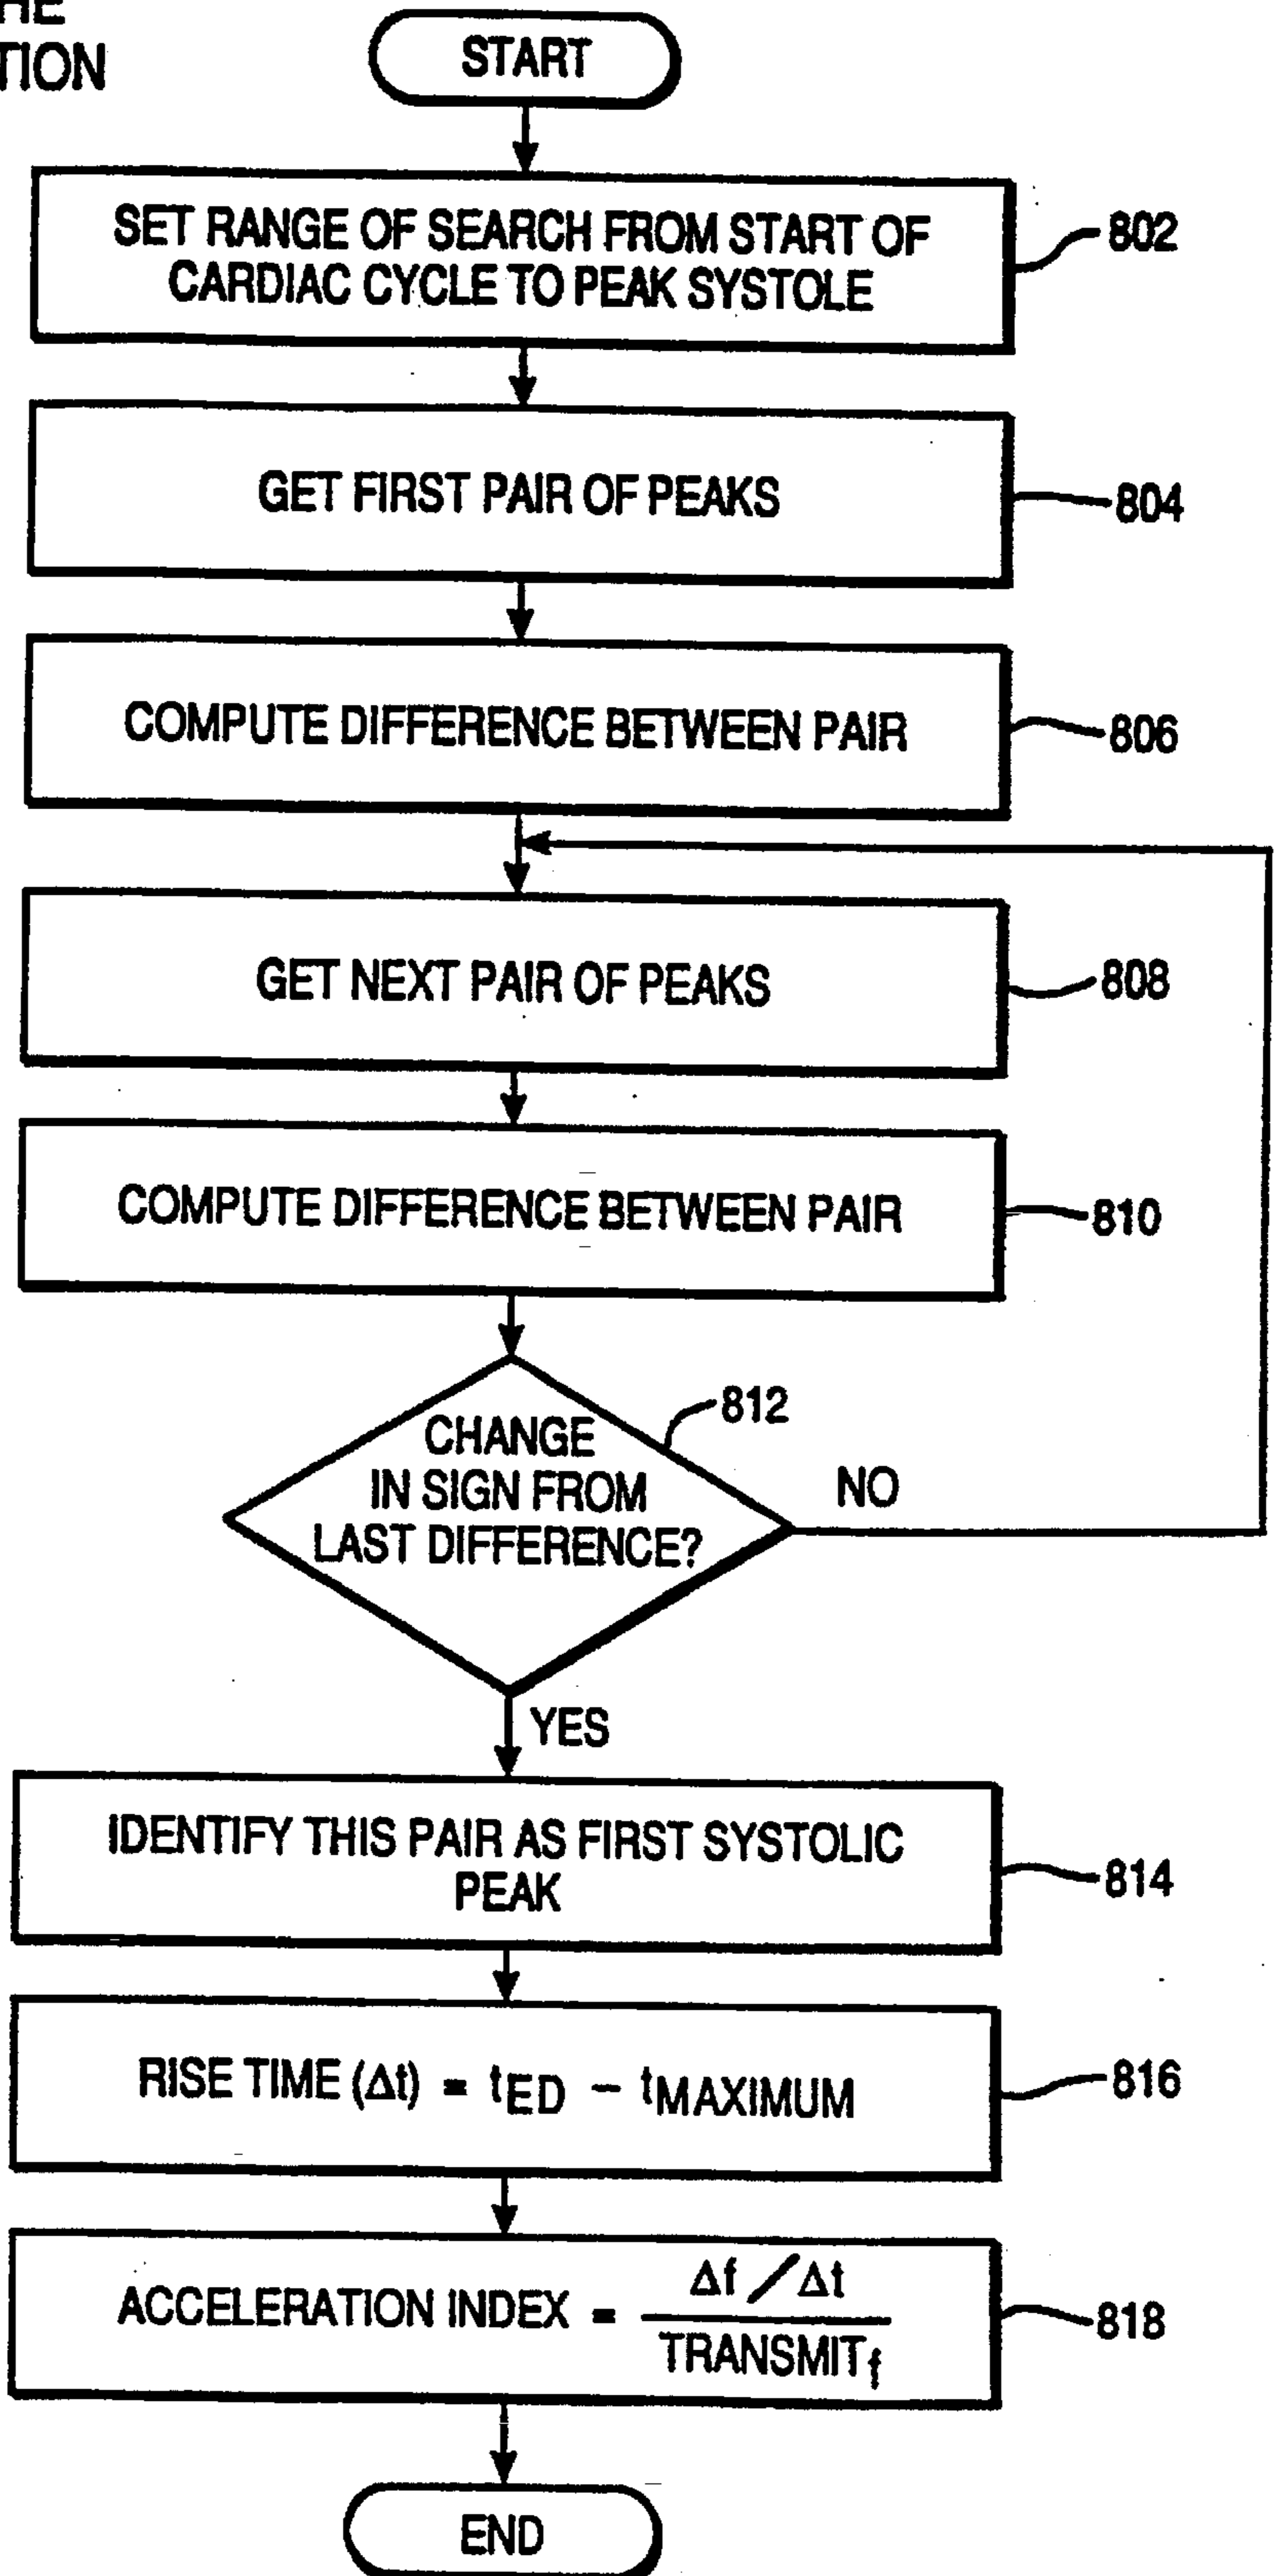 TION
START
SET RANGE OF SEARCH FROM START OF
CARDIAC CYCLE TO PEAK SYSTOLE
802
GET FIRST PAIR OF PEAKS
804
COMPUTE DIFFERENCE BETWEEN PAIR
806
GET NEXT PAIR OF PEAKS
808
COMPUTE DIFFERENCE BETWEEN PAIR
810
CHANGE
IN SIGN FROM
LAST DIFFERENCE?
812
NO
YES
IDENTIFY THIS PAIR AS FIRST SYSTOLIC
PEAK
814
RISE TIME (Δt) = tED - tMAXIMUM
816
ACCELERATION INDEX = Δf / Δt
TRANSMITf
818
END